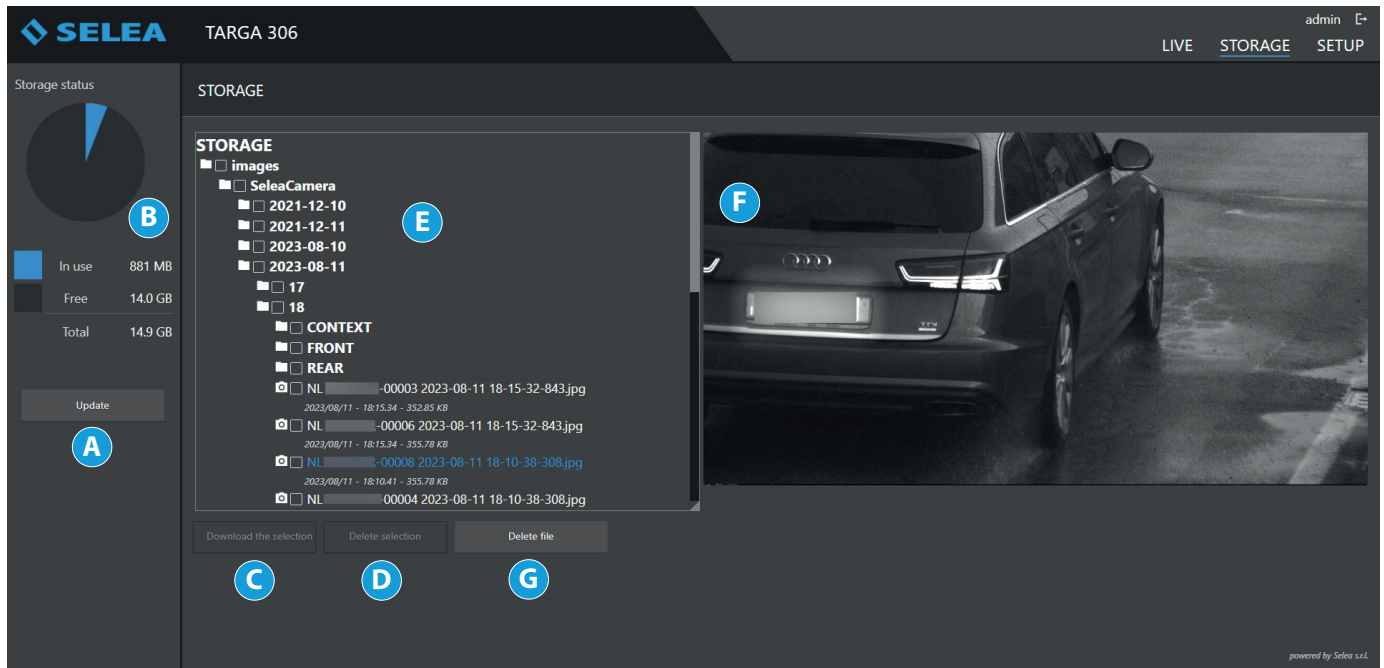 SELEA
TARGA 306
admin
LIVE STORAGE SETUP
Storage status
STORAGE
B
In use 881 MB
Free 14.0 GB
Total 14.9 GB
Update
A
STORAGE
images
SeleaCamera
2021-12-10
2021-12-11
2023-08-10
2023-08-11
17
18
CONTEXT
FRONT
REAR
NL -00003 2023-08-11 18-15-32-843.jpg
2023/08/11 - 18:15.34 - 352.85 KB
NL -00006 2023-08-11 18-15-32-843.jpg
2023/08/11 - 18:15.34 - 355.78 KB
NL -00008 2023-08-11 18-10-38-308.jpg
2023/08/11 - 18:10.41 - 355.78 KB
NL -00004 2023-08-11 18-10-38-308.jpg
E
F
TDI
Download the selection Delete selection Delete file
C D G
powered by Selea s.r.l.